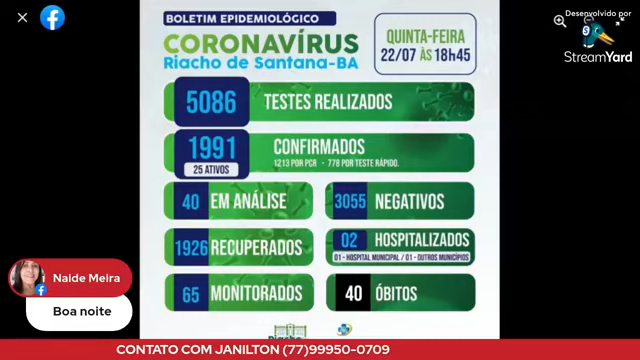 Desenvolvido por
StreamYard
BOLETIM EPIDEMIOLÓGICO
CORONAVÍRUS
Riacho de Santana-BA
QUINTA-FEIRA
22/07 ÀS 18h45
5086 TESTES REALIZADOS
1991 CONFIRMADOS
25 ATIVOS
1213 POR PCR - 778 POR TESTE RÁPIDO.
40 EM ANÁLISE
3055 NEGATIVOS
1926 RECUPERADOS
02 HOSPITALIZADOS
01 - HOSPITAL MUNICIPAL / 01 - OUTROS MUNICÍPIOS
65 MONITORADOS
40 ÓBITOS
Naide Meira
Boa noite
Riacho
CONTATO COM JANILTON (77)99950-0709